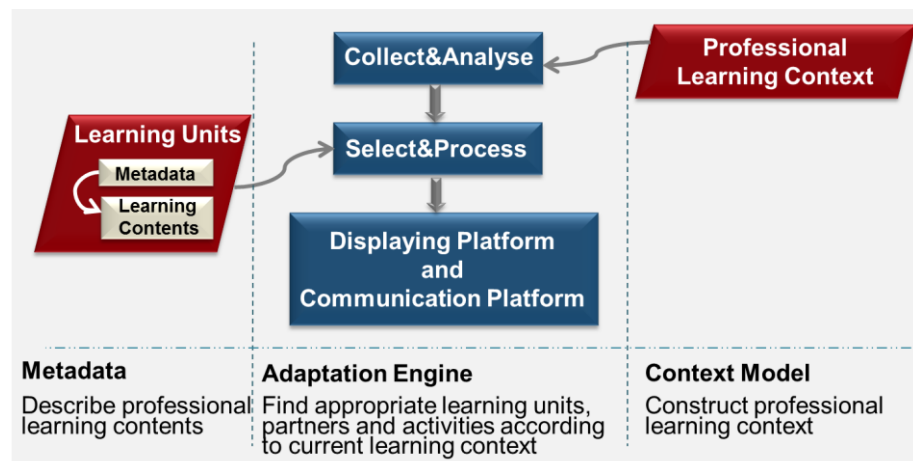 Collect&Analyse
Professional
Learning Context
Learning Units
Metadata
Learning
Contents
Select&Process
Displaying Platform
and
Communication Platform
Metadata
Describe professional
learning contents
Adaptation Engine
Find appropriate learning units,
partners and activities according
to current learning context
Context Model
Construct professional
learning context